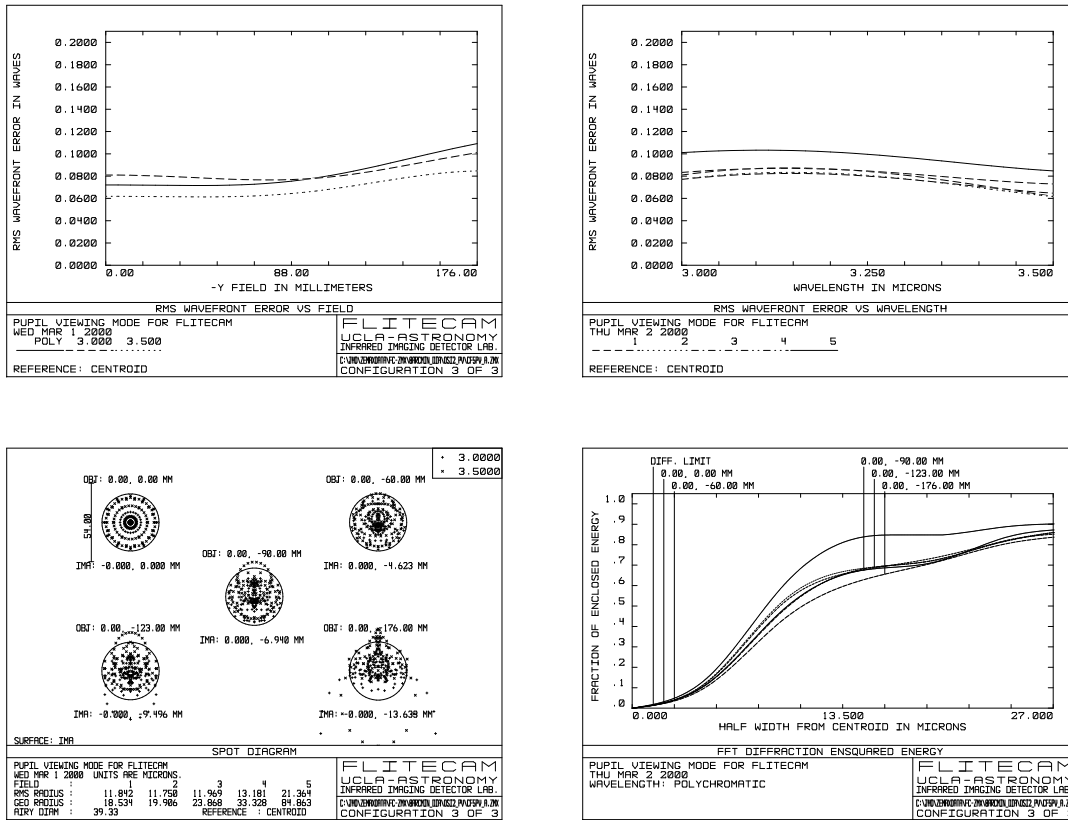 RMS WAVEFRONT ERROR IN WAVES
0.2000
0.1800
0.1600
0.1400
0.1200
0.1000
0.0800
0.0600
0.0400
0.0200
0.0000
0.00 88.00 176.00
-Y FIELD IN MILLIMETERS
RMS WAVEFRONT ERROR VS FIELD
PUPIL VIEWING MODE FOR FLITECAM
WED MAR 1 2000
POLY 3.000 3.500
REFERENCE: CENTROID
FLITECAM
UCLA-ASTRONOMY
INFRARED IMAGING DETECTOR LAB.
CONFIGURATION 3 OF 3
RMS WAVEFRONT ERROR IN WAVES
0.2000
0.1800
0.1600
0.1400
0.1200
0.1000
0.0800
0.0600
0.0400
0.0200
0.0000
3.000 3.250 3.500
WAVELENGTH IN MICRONS
RMS WAVEFRONT ERROR VS WAVELENGTH
PUPIL VIEWING MODE FOR FLITECAM
THU MAR 2 2000
1 2 3 4 5
REFERENCE: CENTROID
+ 3.0000
× 3.5000
OBJ: 0.00, 0.00 MM
54.00
IMA: -0.000, 0.000 MM
OBJ: 0.00, -60.00 MM
IMA: 0.000, -4.623 MM
OBJ: 0.00, -90.00 MM
IMA: 0.000, -6.940 MM
OBJ: 0.00, -123.00 MM
IMA: -0.000, -9.496 MM
OBJ: 0.00, -176.00 MM
IMA: -0.000, -13.638 MM
SURFACE: IMA
SPOT DIAGRAM
PUPIL VIEWING MODE FOR FLITECAM
WED MAR 1 2000 UNITS ARE MICRONS.
FIELD : 1 2 3 4 5
RMS RADIUS : 11.842 11.750 11.969 13.181 21.364
GEO RADIUS : 18.534 19.906 23.868 33.328 84.863
AIRY DIAM : 39.33 REFERENCE : CENTROID
FLITECAM
UCLA-ASTRONOMY
INFRARED IMAGING DETECTOR LAB.
CONFIGURATION 3 OF 3
DIFF. LIMIT
0.00, 0.00 MM
0.00, -60.00 MM
0.00, -90.00 MM
0.00, -123.00 MM
0.00, -176.00 MM
FRACTION OF ENCLOSED ENERGY
1.0
.9
.8
.7
.6
.5
.4
.3
.2
.1
.0
0.000 13.500 27.000
HALF WIDTH FROM CENTROID IN MICRONS
FFT DIFFRACTION ENSQUARED ENERGY
PUPIL VIEWING MODE FOR FLITECAM
THU MAR 2 2000
WAVELENGTH: POLYCHROMATIC
FLITECAM
UCLA-ASTRONOMY
INFRARED IMAGING DETECTOR LAB
CONFIGURATION 3 OF 3